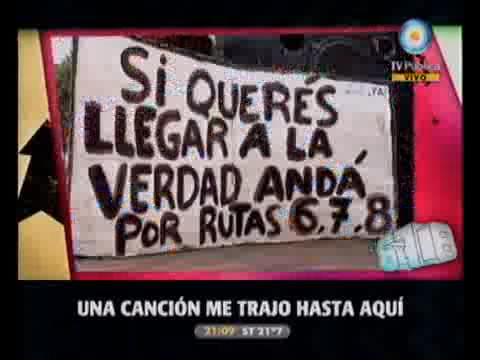 TV Pública
VIVO
SI QUERÉS
LLEGAR A LA
VERDAD ANDÁ
POR RUTAS 6,7,8
UNA CANCIÓN ME TRAJO HASTA AQUÍ
21:09 ST 21°7